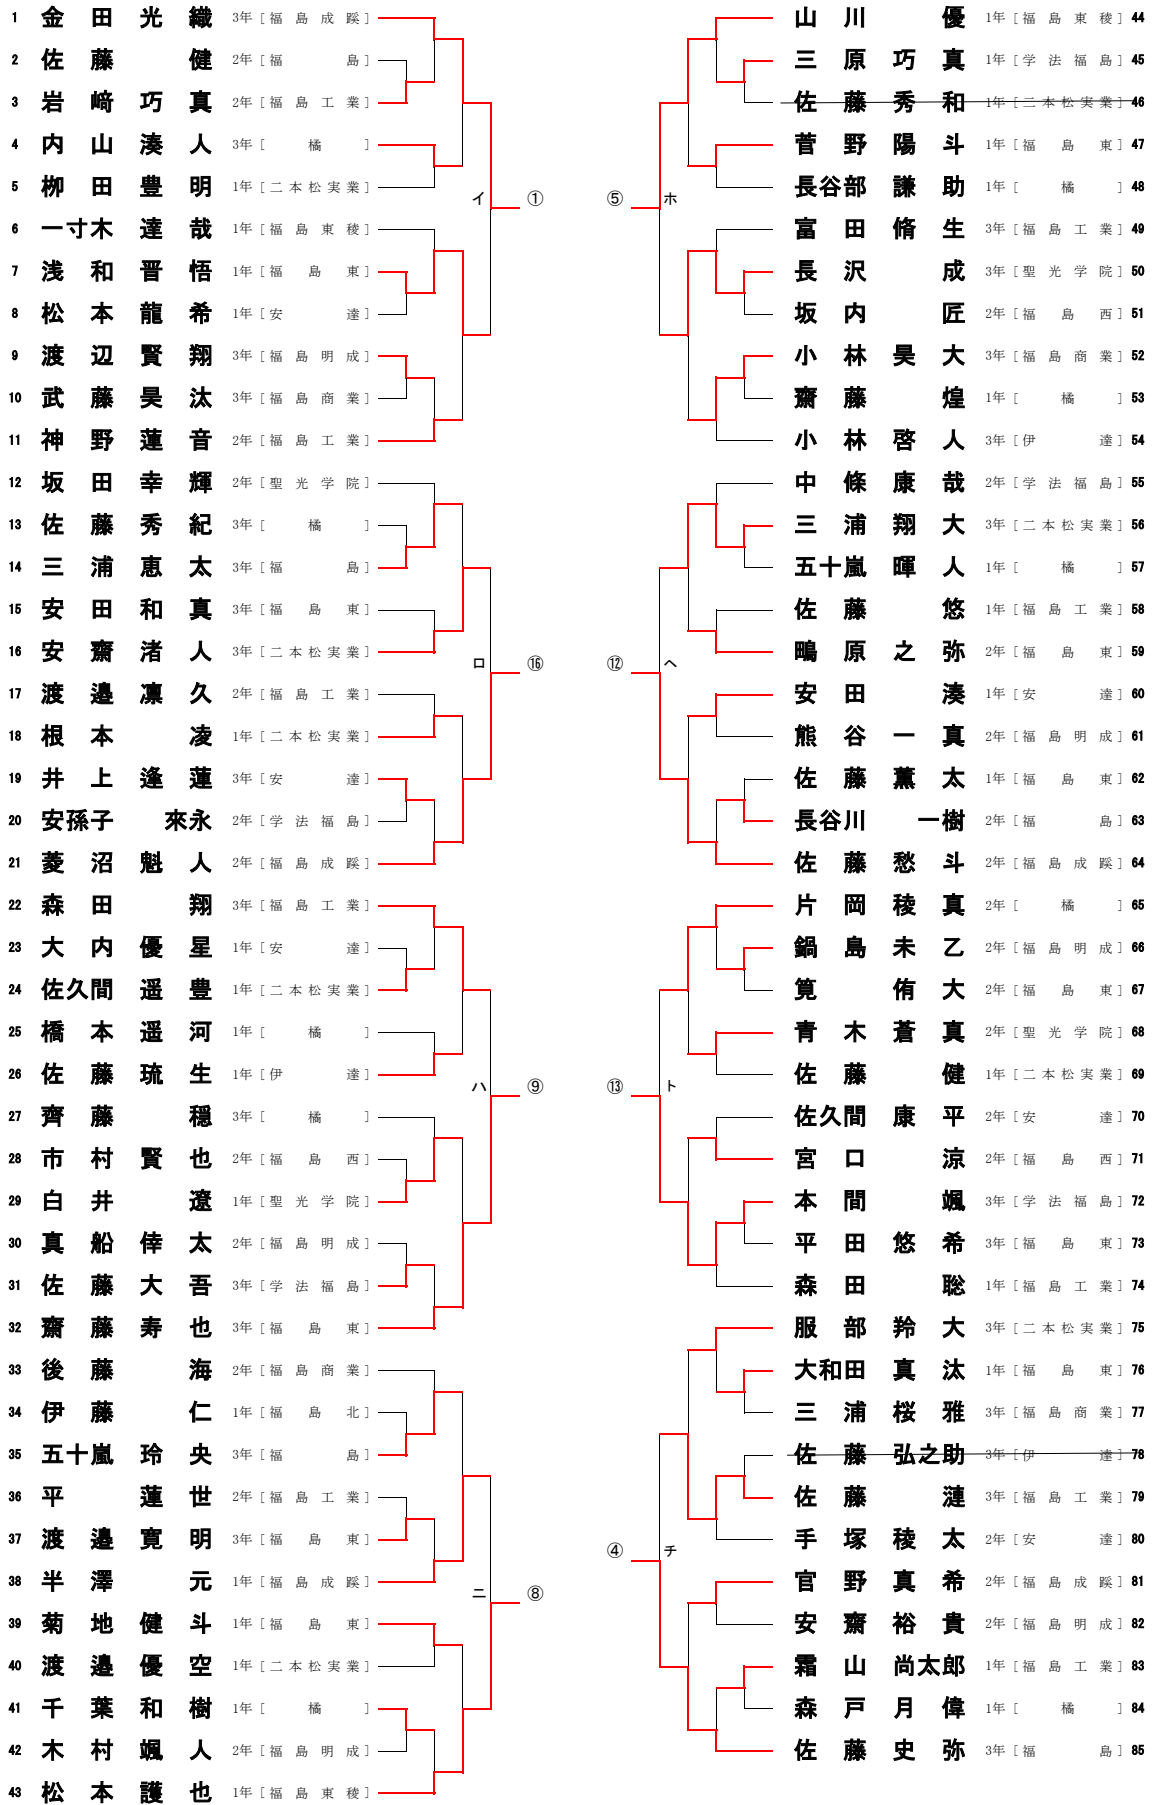 1 金田光織 3年 [福島成蹊]
2 佐藤健 2年 [福島]
3 岩﨑巧真 2年 [福島工業]
4 内山湊人 3年 [橘]
5 栁田豊明 1年 [二本松実業]
6 一寸木達哉 1年 [福島東稜]
7 浅和晋悟 1年 [福島東]
8 松本龍希 1年 [安達]
9 渡辺賢翔 3年 [福島明成]
10 武藤昊汰 3年 [福島商業]
11 神野蓮音 2年 [福島工業]
イ ①
12 坂田幸輝 2年 [聖光学院]
13 佐藤秀紀 3年 [橘]
14 三浦恵太 3年 [福島]
15 安田和真 3年 [福島東]
16 安齋渚人 3年 [二本松実業]
17 渡邉凛久 2年 [福島工業]
18 根本凌 1年 [二本松実業]
19 井上逢蓮 3年 [安達]
20 安孫子來永 2年 [学法福島]
21 菱沼魁人 2年 [福島成蹊]
ロ ⑯
22 森田翔 3年 [福島工業]
23 大内優星 1年 [安達]
24 佐久間遥豊 1年 [二本松実業]
25 橋本遥河 1年 [橘]
26 佐藤琉生 1年 [伊達]
27 齊藤穏 3年 [橘]
28 市村賢也 2年 [福島西]
29 白井遼 1年 [聖光学院]
30 真船倖太 2年 [福島明成]
31 佐藤大吾 3年 [学法福島]
32 齋藤寿也 3年 [福島東]
ハ ⑨
33 後藤海 2年 [福島商業]
34 伊藤仁 1年 [福島北]
35 五十嵐玲央 3年 [福島]
36 平蓮世 2年 [福島工業]
37 渡邉寛明 3年 [福島東]
38 半澤元 1年 [福島成蹊]
39 菊地健斗 1年 [福島東]
40 渡邉優空 1年 [二本松実業]
41 千葉和樹 1年 [橘]
42 木村颯人 2年 [福島明成]
43 松本護也 1年 [福島東稜]
ニ ⑧
山川優 1年 [福島東稜] 44
三原巧真 1年 [学法福島] 45
佐藤秀和 1年 [二本松実業] 46
菅野陽斗 1年 [福島東] 47
長谷部謙助 1年 [橘] 48
富田脩生 3年 [福島工業] 49
長沢成 3年 [聖光学院] 50
坂内匠 2年 [福島西] 51
小林昊大 3年 [福島商業] 52
齋藤煌 1年 [橘] 53
小林啓人 3年 [伊達] 54
⑤ ホ
中條康哉 2年 [学法福島] 55
三浦翔大 3年 [二本松実業] 56
五十嵐暉人 1年 [橘] 57
佐藤悠 1年 [福島工業] 58
鴫原之弥 2年 [福島東] 59
安田湊 1年 [安達] 60
熊谷一真 2年 [福島明成] 61
佐藤薫太 1年 [福島東] 62
長谷川一樹 2年 [福島] 63
佐藤愁斗 2年 [福島成蹊] 64
⑫ ヘ
片岡稜真 2年 [橘] 65
鍋島未乙 2年 [福島明成] 66
筧侑大 2年 [福島東] 67
青木蒼真 2年 [聖光学院] 68
佐藤健 1年 [二本松実業] 69
佐久間康平 2年 [安達] 70
宮口涼 2年 [福島西] 71
本間颯 3年 [学法福島] 72
平田悠希 3年 [福島東] 73
森田聡 1年 [福島工業] 74
⑬ ト
服部羚大 3年 [二本松実業] 75
大和田真汰 1年 [福島東] 76
三浦桜雅 3年 [福島商業] 77
佐藤弘之助 3年 [伊達] 78
佐藤漣 3年 [福島工業] 79
手塚稜太 2年 [安達] 80
官野真希 2年 [福島成蹊] 81
安齋裕貴 2年 [福島明成] 82
霜山尚太郎 1年 [福島工業] 83
森戸月偉 1年 [橘] 84
佐藤史弥 3年 [福島] 85
④ チ